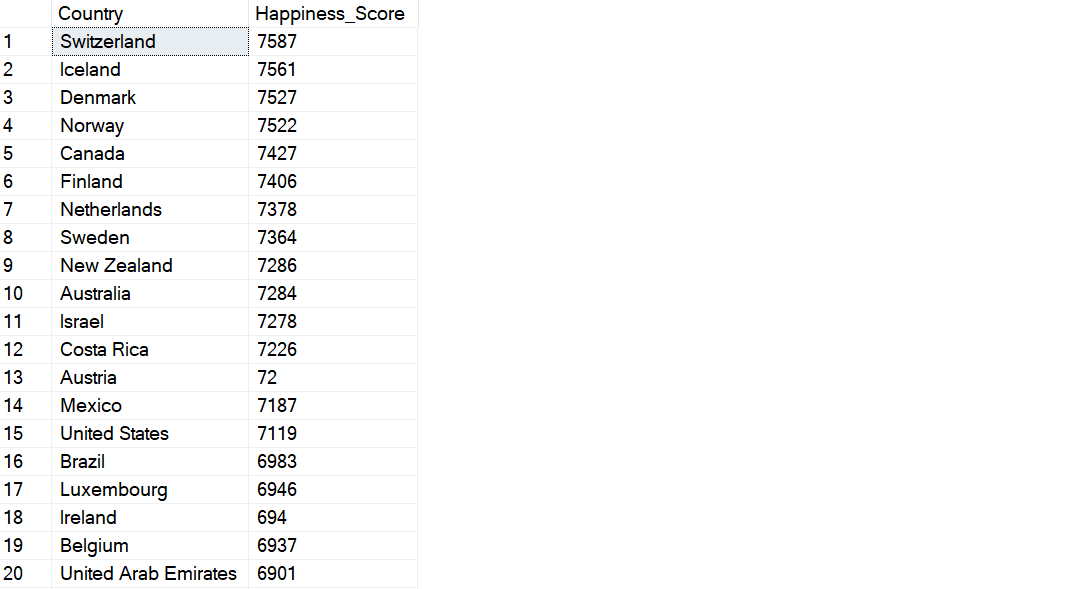 Country Happiness_Score
1 Switzerland 7587
2 Iceland 7561
3 Denmark 7527
4 Norway 7522
5 Canada 7427
6 Finland 7406
7 Netherlands 7378
8 Sweden 7364
9 New Zealand 7286
10 Australia 7284
11 Israel 7278
12 Costa Rica 7226
13 Austria 72
14 Mexico 7187
15 United States 7119
16 Brazil 6983
17 Luxembourg 6946
18 Ireland 694
19 Belgium 6937
20 United Arab Emirates 6901